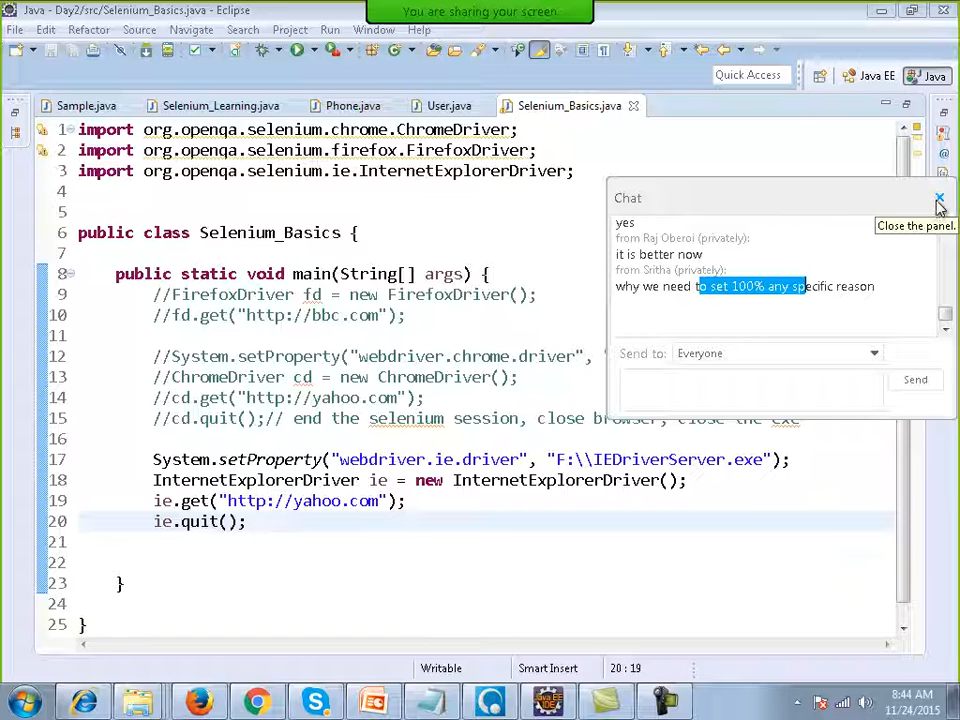 You are sharing your screen
Java - Day2/src/Selenium_Basics.java - Eclipse
File Edit Refactor Source Navigate Search Project Run Window Help
Quick Access
Java EE
Java
Sample.java
Selenium_Learning.java
Phone.java
User.java
Selenium_Basics.java
1 import org.openqa.selenium.chrome.ChromeDriver;
2 import org.openqa.selenium.firefox.FirefoxDriver;
3 import org.openqa.selenium.ie.InternetExplorerDriver;
4
5
6 public class Selenium_Basics {
7
8 public static void main(String[] args) {
9 //FirefoxDriver fd = new FirefoxDriver();
10 //fd.get("http://bbc.com");
11
12 //System.setProperty("webdriver.chrome.driver", "
13 //ChromeDriver cd = new ChromeDriver();
14 //cd.get("http://yahoo.com");
15 //cd.quit();// end the selenium session, close browser, close the exe
16
17 System.setProperty("webdriver.ie.driver", "F:\\IEDriverServer.exe");
18 InternetExplorerDriver ie = new InternetExplorerDriver();
19 ie.get("http://yahoo.com");
20 ie.quit();
21
22
23 }
24
25 }
Chat
Close the panel.
yes
from Raj Oberoi (privately):
it is better now
from Sritha (privately):
why we need to set 100% any specific reason
Send to: Everyone
Send
Writable
Smart Insert
20 : 19
8:44 AM
11/24/2015